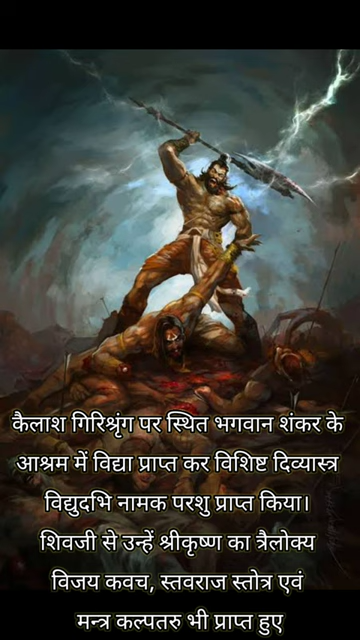 कैलाश गिरिश्रृंग पर स्थित भगवान शंकर के
आश्रम में विद्या प्राप्त कर विशिष्ट दिव्यास्त्र
विद्युदभि नामक परशु प्राप्त किया।
शिवजी से उन्हें श्रीकृष्ण का त्रैलोक्य
विजय कवच, स्तवराज स्तोत्र एवं
मन्त्र कल्पतरु भी प्राप्त हुए